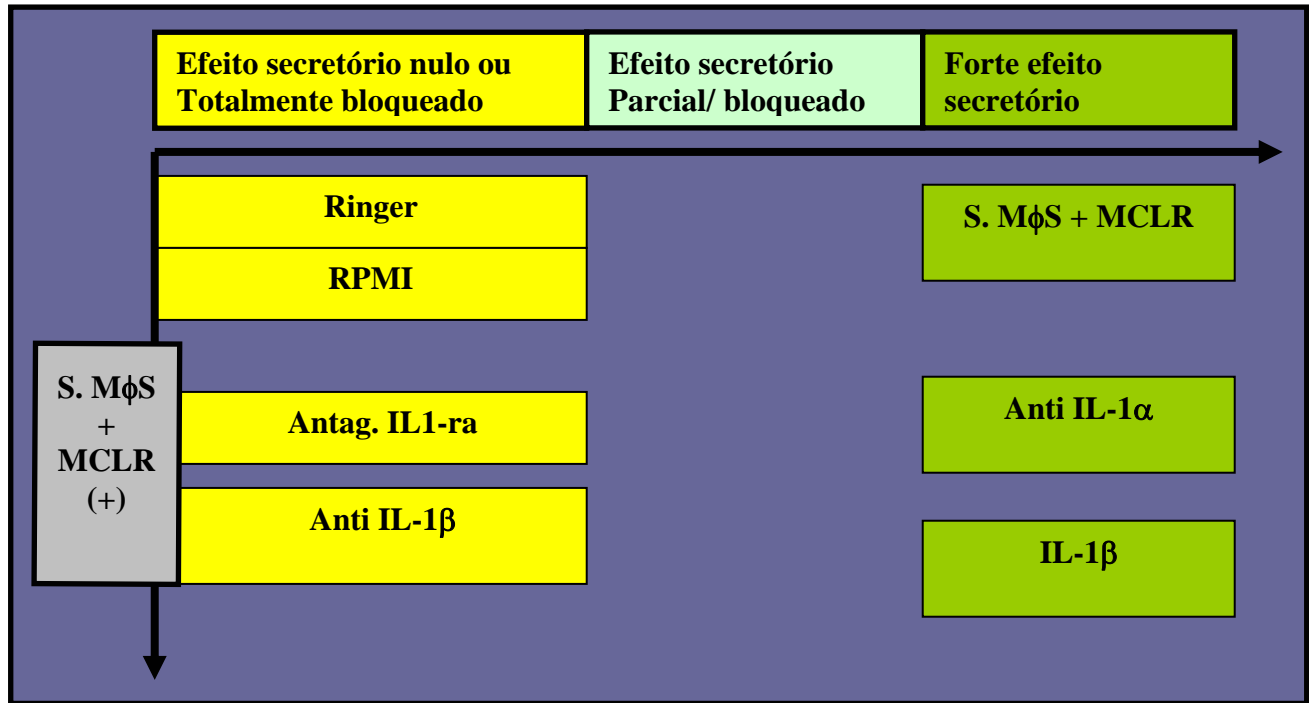 Efeito secretório nulo ou
Totalmente bloqueado
Efeito secretório
Parcial/ bloqueado
Forte efeito
secretório
Ringer
RPMI
S. MϕS + MCLR
S. MϕS
+
MCLR
(+)
Antag. IL1-ra
Anti IL-1α
Anti IL-1β
IL-1β